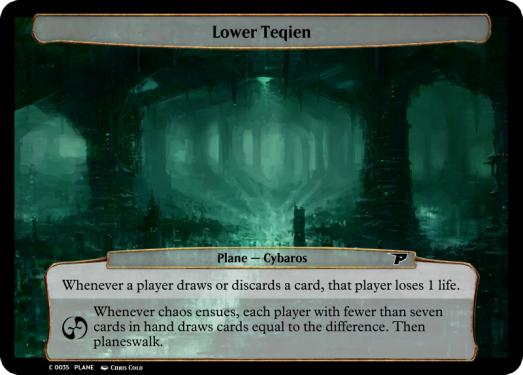 Lower Teqien
Plane — Cybaros
Whenever a player draws or discards a card, that player loses 1 life.
Whenever chaos ensues, each player with fewer than seven
cards in hand draws cards equal to the difference. Then
planeswalk.
C 0035 PLANE Chris Cold